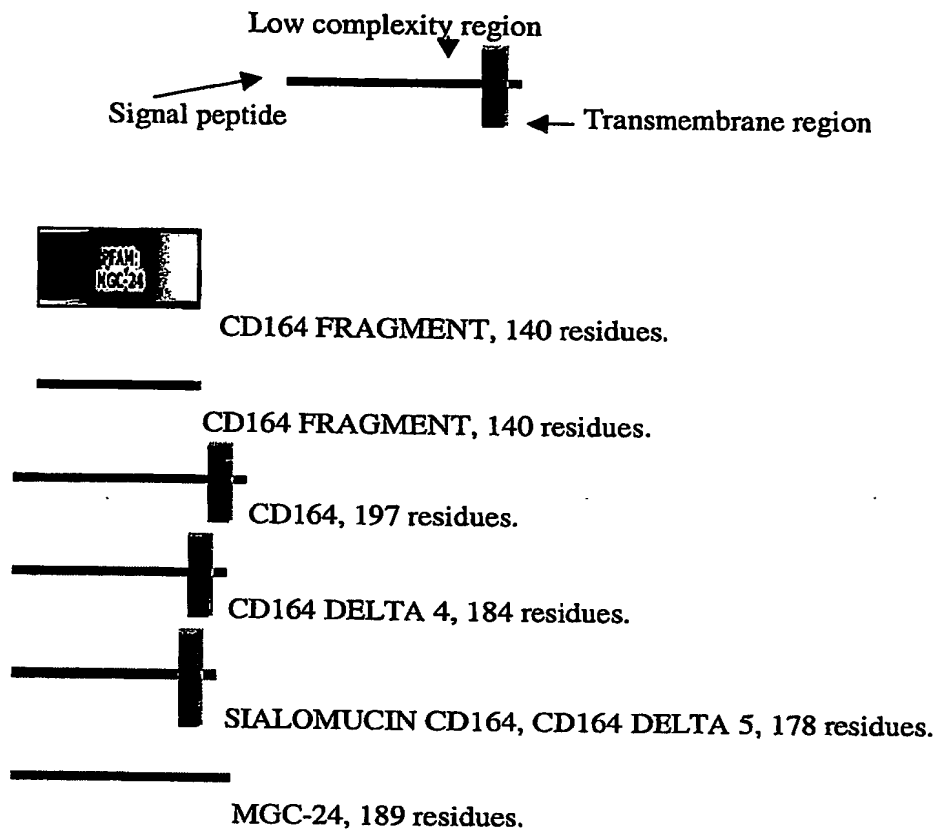 Low complexity region
Signal peptide
Transmembrane region
PFAM:
MGC-24
CD164 FRAGMENT, 140 residues.
CD164 FRAGMENT, 140 residues.
CD164, 197 residues.
CD164 DELTA 4, 184 residues.
SIALOMUCIN CD164, CD164 DELTA 5, 178 residues.
MGC-24, 189 residues.